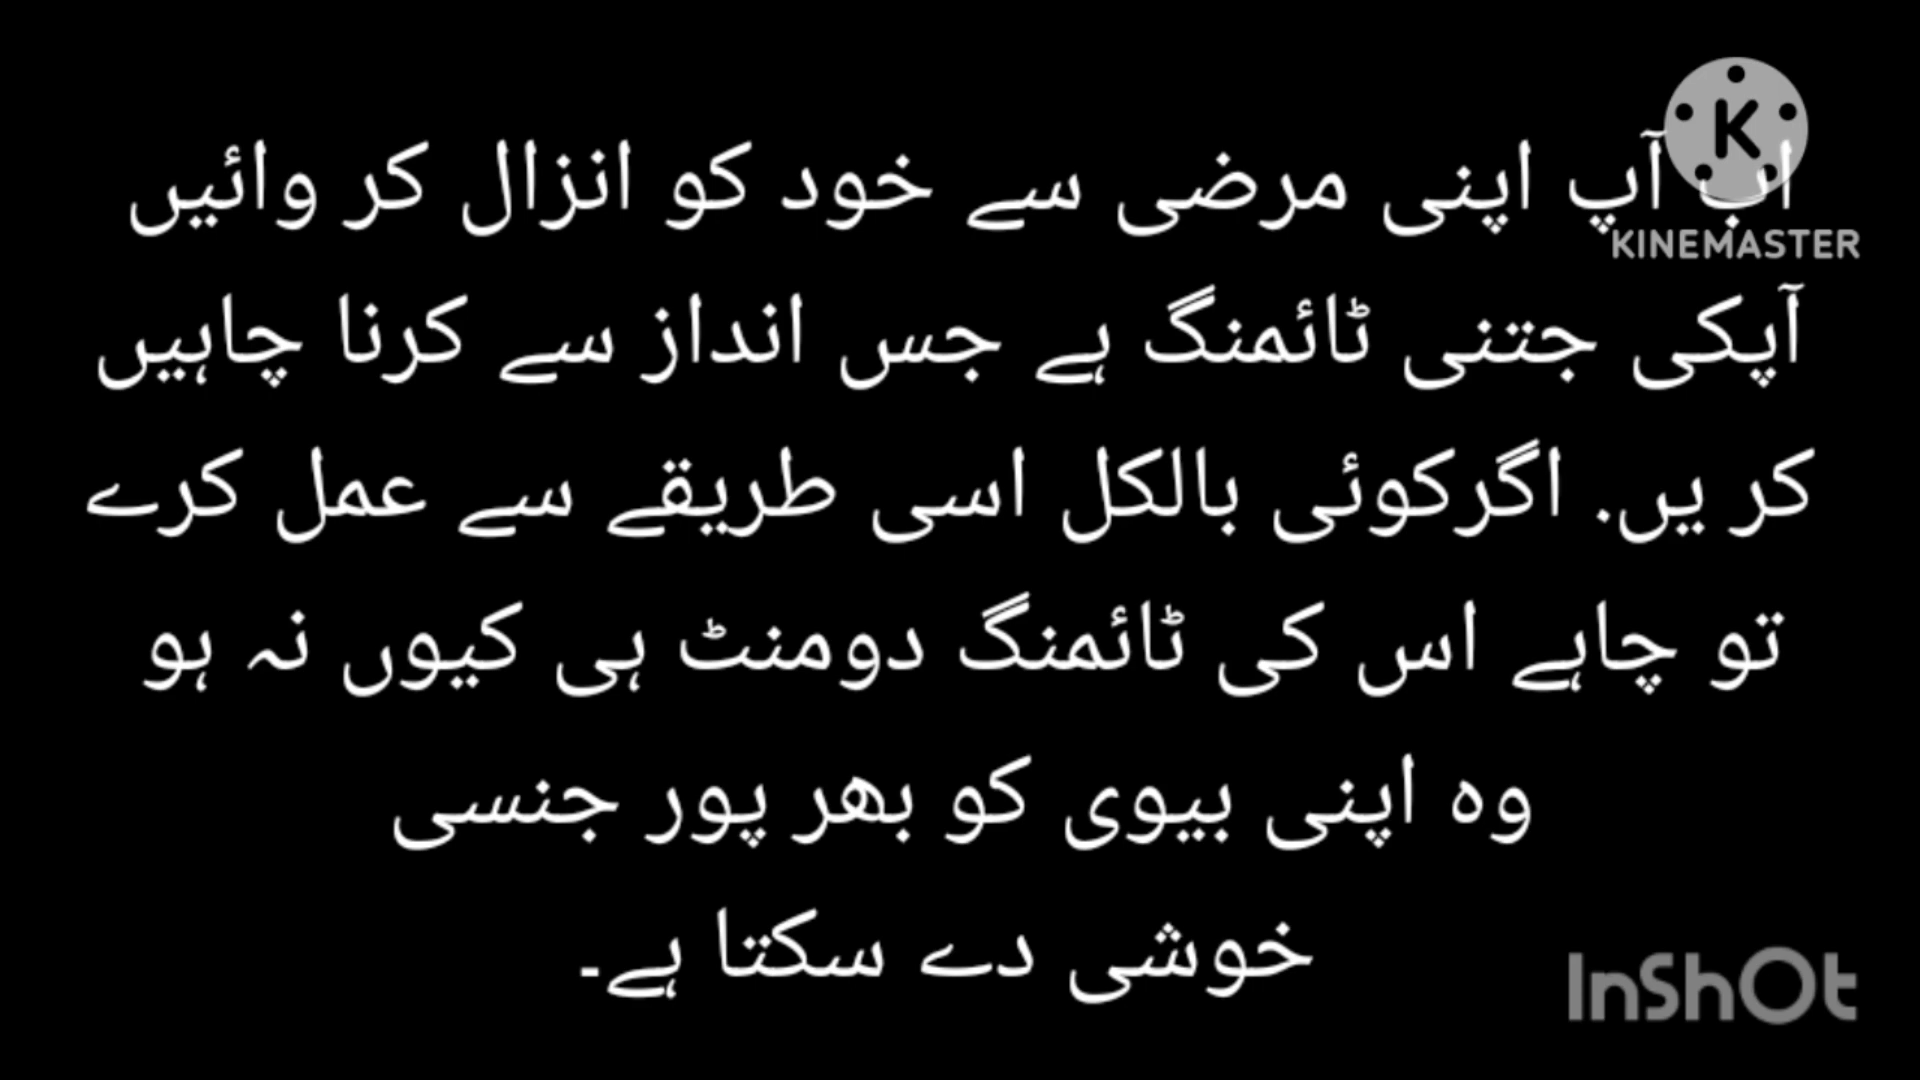 اب آپ اپنی مرضی سے خود کو انزال کر وائیں
KINEMASTER
آپکی جتنی ٹائمنگ ہے جس انداز سے کرنا چاہیں
کر یں. اگرکوئی بالکل اسی طریقے سے عمل کرے
تو چاہے اس کی ٹائمنگ دومنٹ ہی کیوں نہ ہو
وہ اپنی بیوی کو بھر پور جنسی
خوشی دے سکتا ہے۔
InShOt